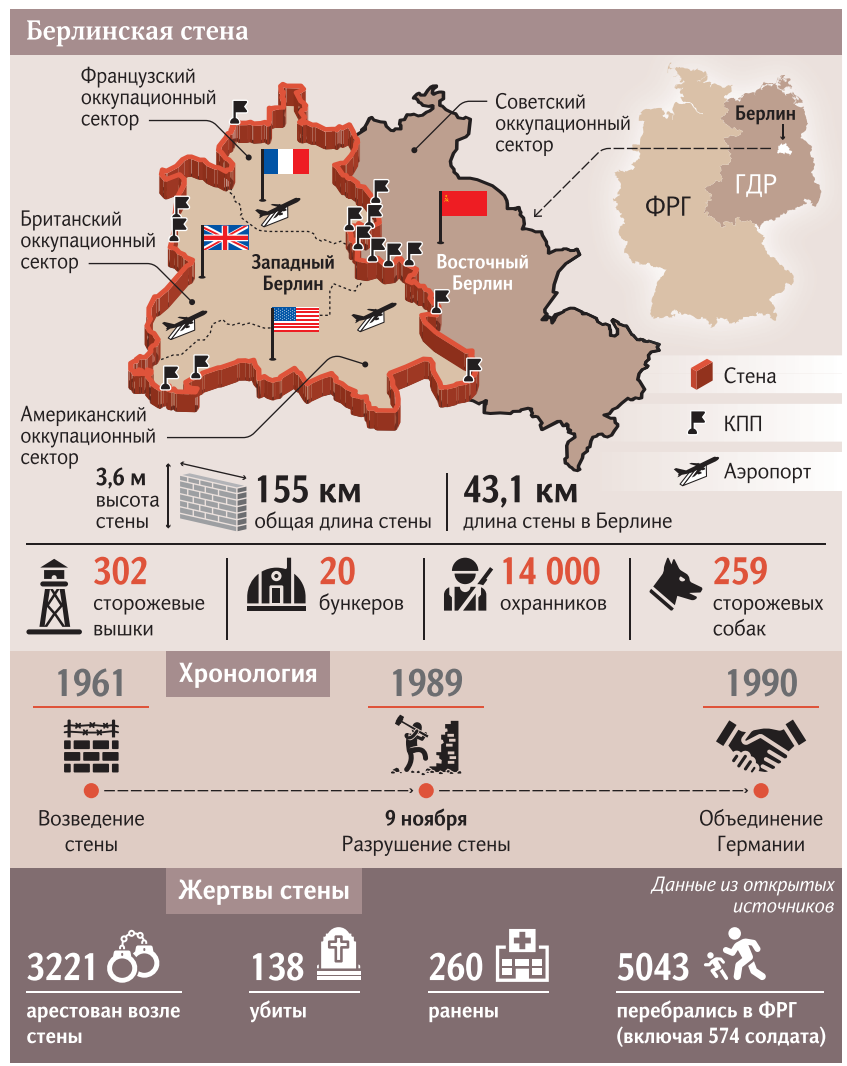 Берлинская стена
Французский
оккупационный
сектор
Советский
оккупационный
сектор
Берлин
ФРГ
ГДР
Британский
оккупационный
сектор
Западный
Берлин
Восточный
Берлин
Американский
оккупационный
сектор
Стена
КПП
Аэропорт
3,6 м
высота
стены
155 км
общая длина стены
43,1 км
длина стены в Берлине
302
сторожевые
вышки
20
бункеров
14 000
охранников
259
сторожевых
собак
Хронология
1961
Возведение
стены
1989
9 ноября
Разрушение стены
1990
Объединение
Германии
Жертвы стены
Данные из открытых
источников
3221
арестован возле
стены
138
убиты
260
ранены
5043
перебрались в ФРГ
(включая 574 солдата)